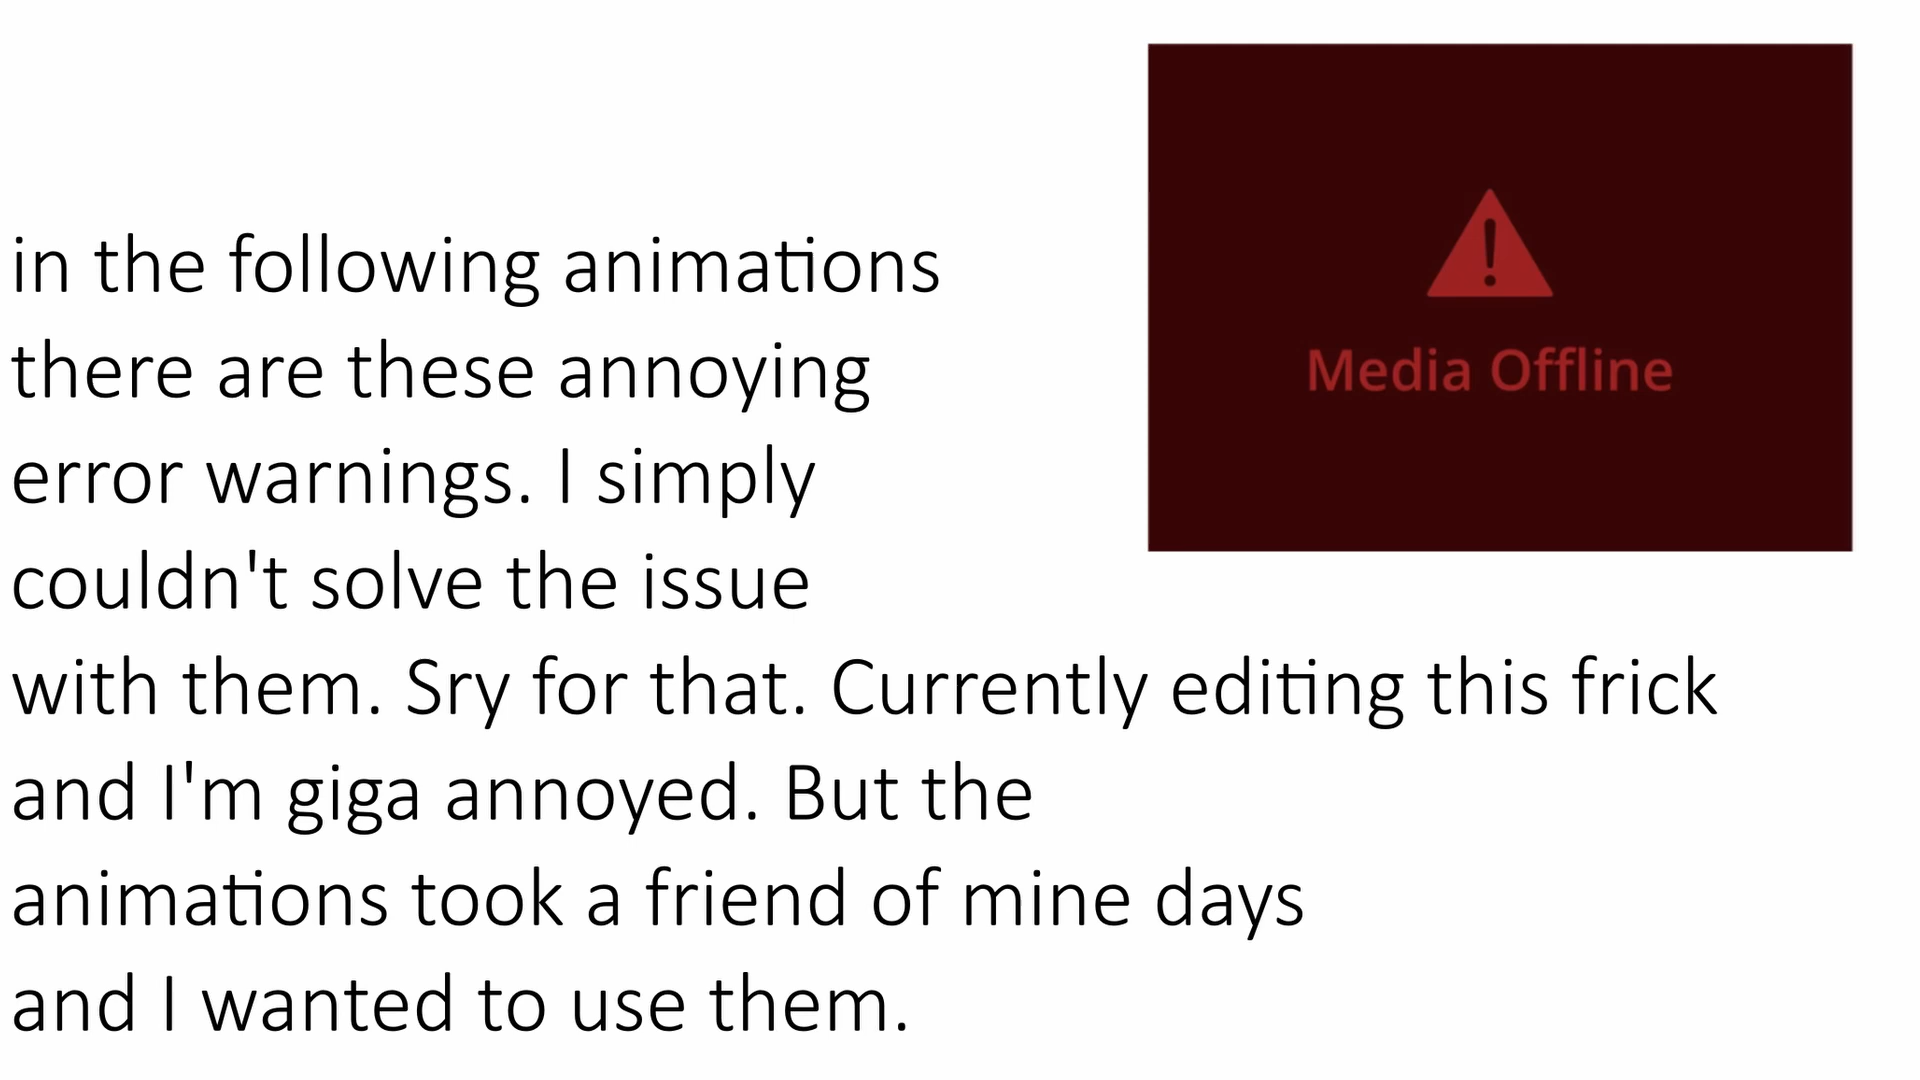 Media Offline
in the following animations
there are these annoying
error warnings. I simply
couldn't solve the issue
with them. Sry for that. Currently editing this frick
and I'm giga annoyed. But the
animations took a friend of mine days
and I wanted to use them.